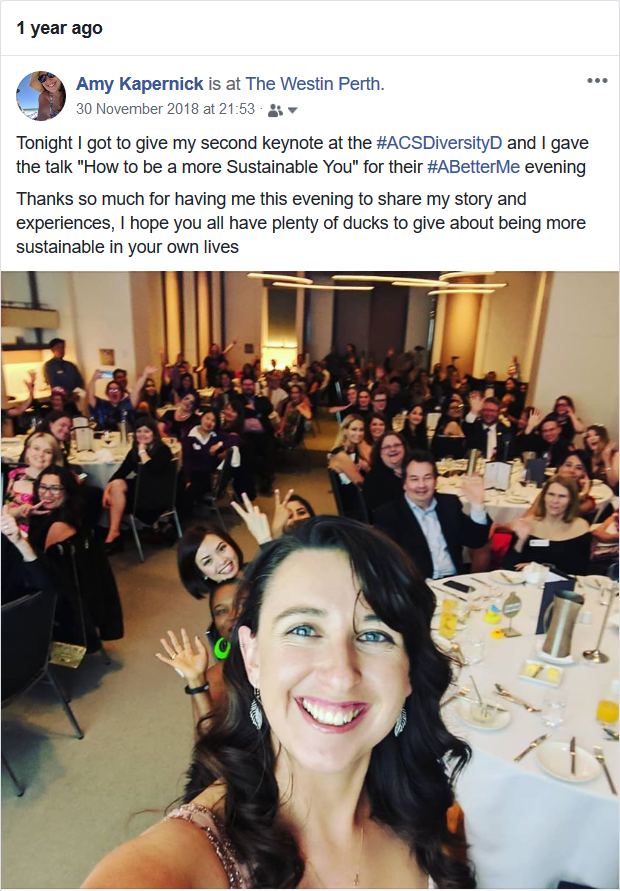 1 year ago
Amy Kapernick is at The Westin Perth.
30 November 2018 at 21:53 ·
Tonight I got to give my second keynote at the #ACSDiversityD and I gave
the talk "How to be a more Sustainable You" for their #ABetterMe evening
Thanks so much for having me this evening to share my story and
experiences, I hope you all have plenty of ducks to give about being more
sustainable in your own lives